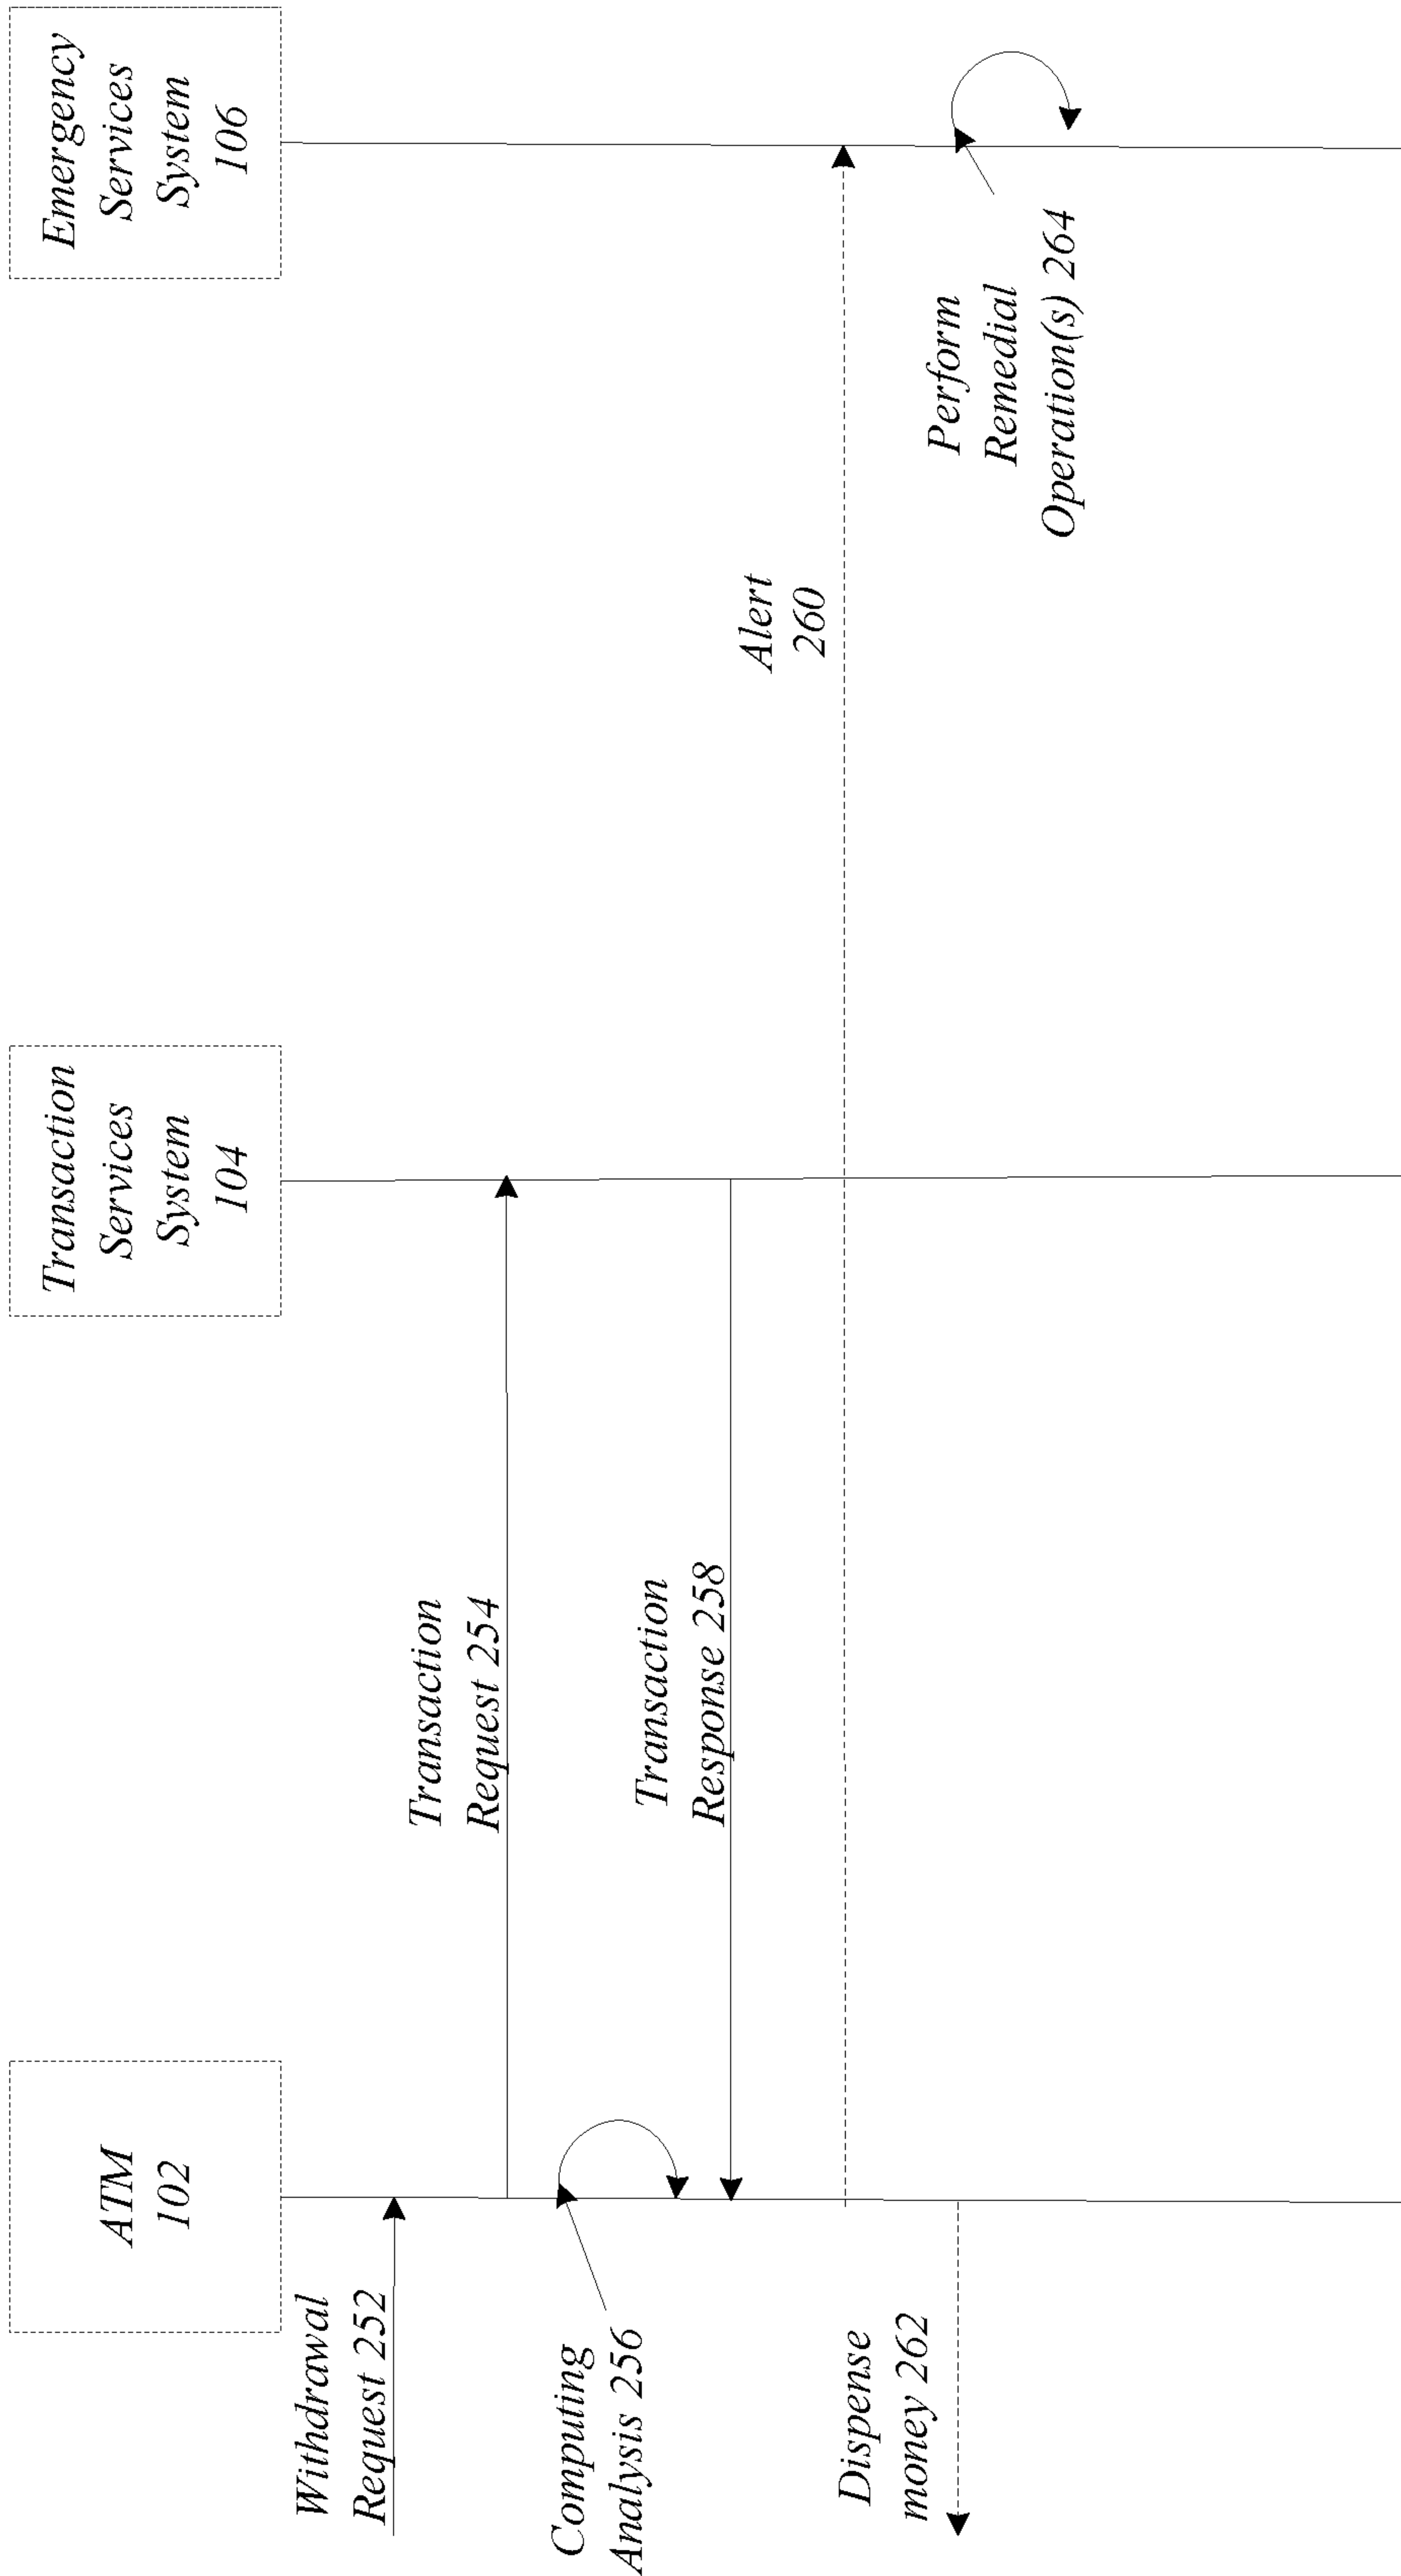 ATM
102
Transaction
Services
System
104
Emergency
Services
System
106
Withdrawal
Request 252
Transaction
Request 254
Computing
Analysis 256
Transaction
Response 258
Alert
260
Dispense
money 262
Perform
Remedial
Operation(s) 264